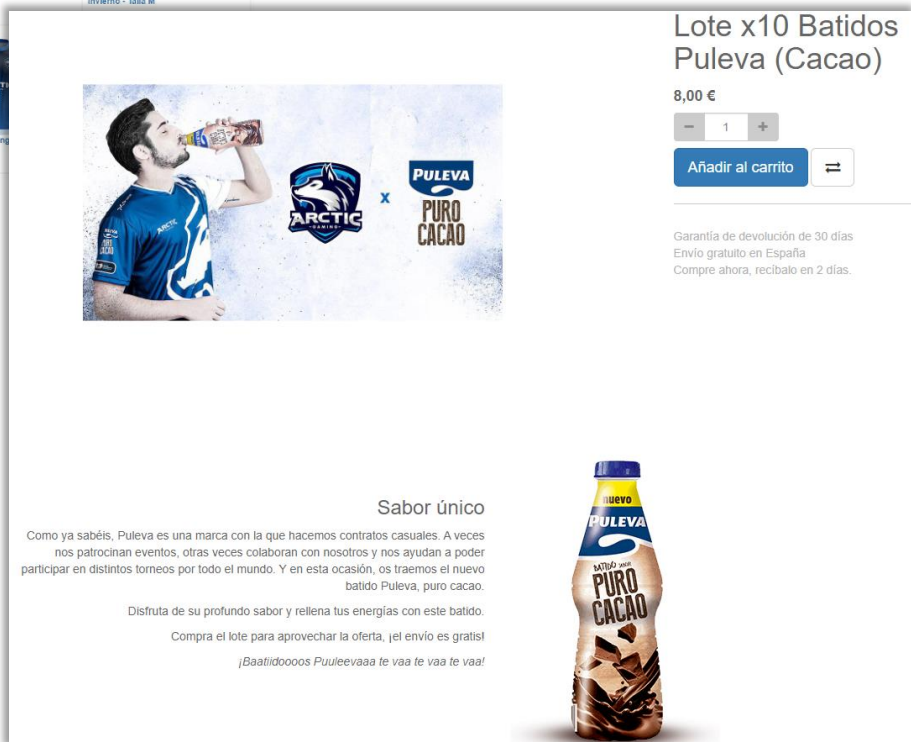 Invierno - Talla M
Lote x10 Batidos
Puleva (Cacao)
8,00 €
- 1 +
Añadir al carrito
Garantía de devolución de 30 días
Envío gratuito en España
Compre ahora, recíbalo en 2 días.
ARCTIC
GAMING
x
PULEVA
PURO
CACAO
ARCTIC
Sabor único
Como ya sabéis, Puleva es una marca con la que hacemos contratos casuales. A veces
nos patrocinan eventos, otras veces colaboran con nosotros y nos ayudan a poder
participar en distintos torneos por todo el mundo. Y en esta ocasión, os traemos el nuevo
batido Puleva, puro cacao.
Disfruta de su profundo sabor y rellena tus energías con este batido.
Compra el lote para aprovechar la oferta, ¡el envío es gratis!
¡Baatiidoooos Puuleevaaa te vaa te vaa te vaa!
nuevo
PULEVA
BATIDO SABOR
PURO
CACAO